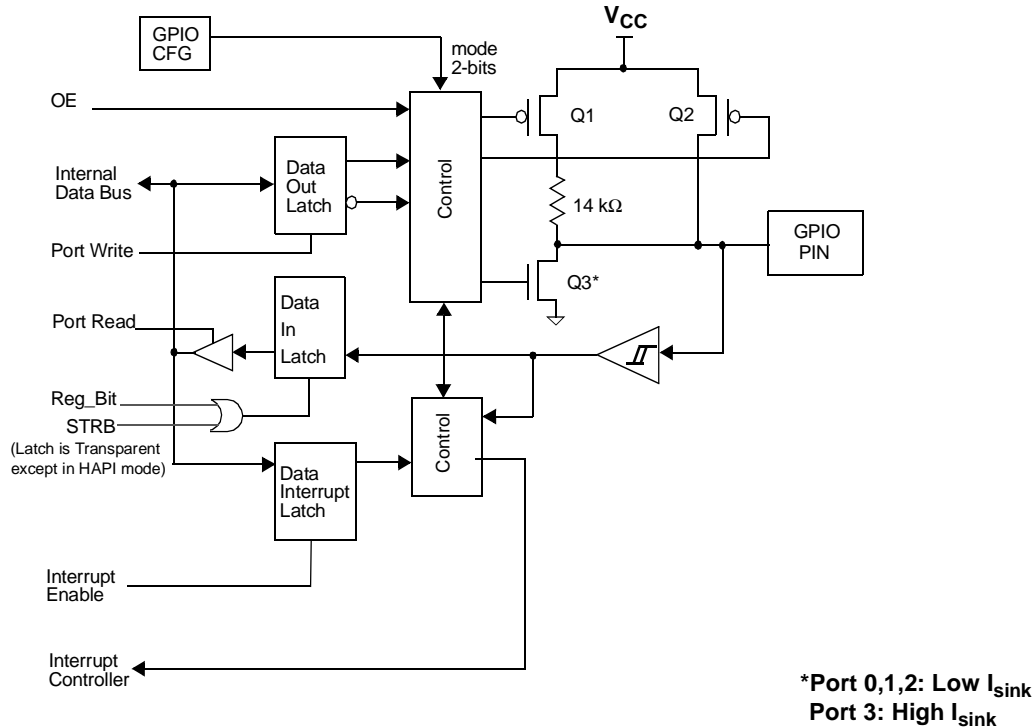 GPIO
CFG
mode
2-bits
VCC
OE
Q1
Q2
Control
Data
Out
Latch
Internal
Data Bus
14 kΩ
GPIO
PIN
Port Write
Q3*
Data
In
Latch
Port Read
Reg_Bit
STRB
(Latch is Transparent
except in HAPI mode)
Control
Data
Interrupt
Latch
Interrupt
Enable
Interrupt
Controller
*Port 0,1,2: Low Isink
Port 3: High Isink